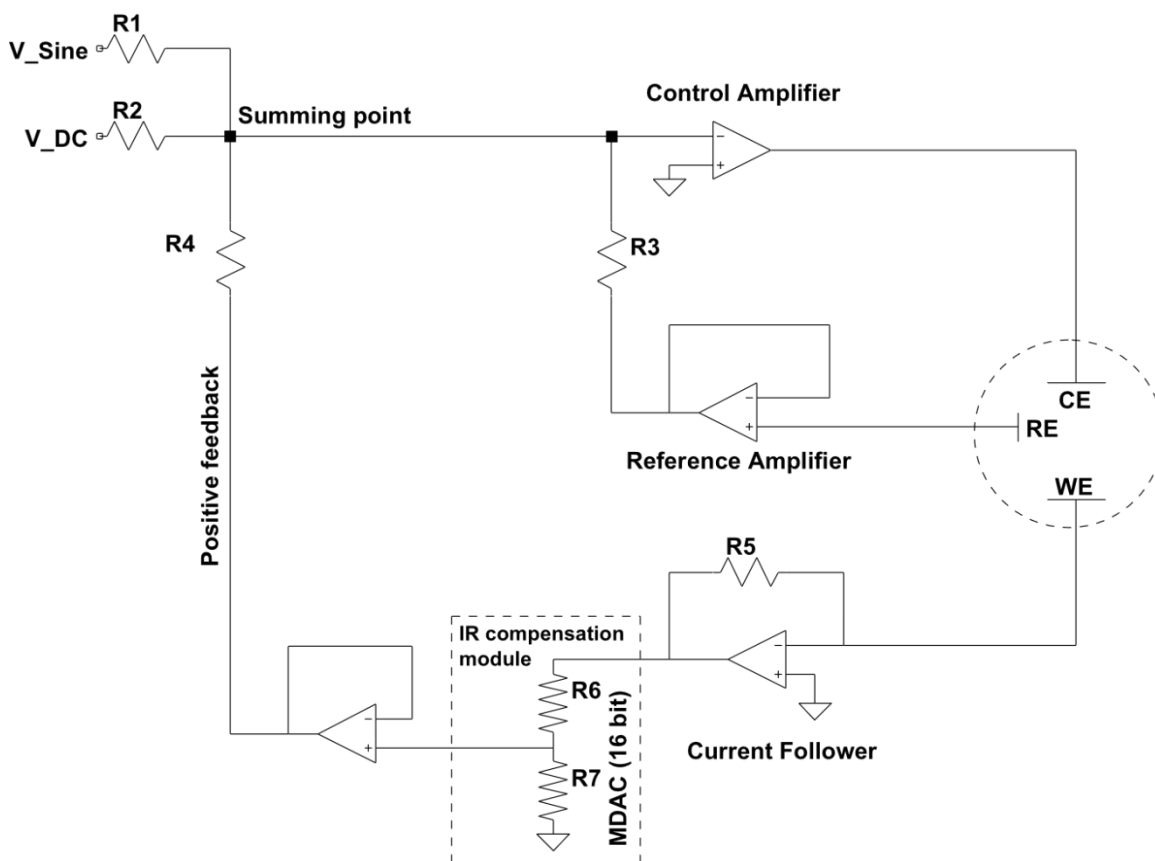 R1
V_Sine
R2
V_DC
Summing point
Control Amplifier
-
+
R4
R3
Positive feedback
-
+
Reference Amplifier
CE
RE
WE
R5
-
+
Current Follower
IR compensation
module
R6
R7
MDAC (16 bit)
-
+